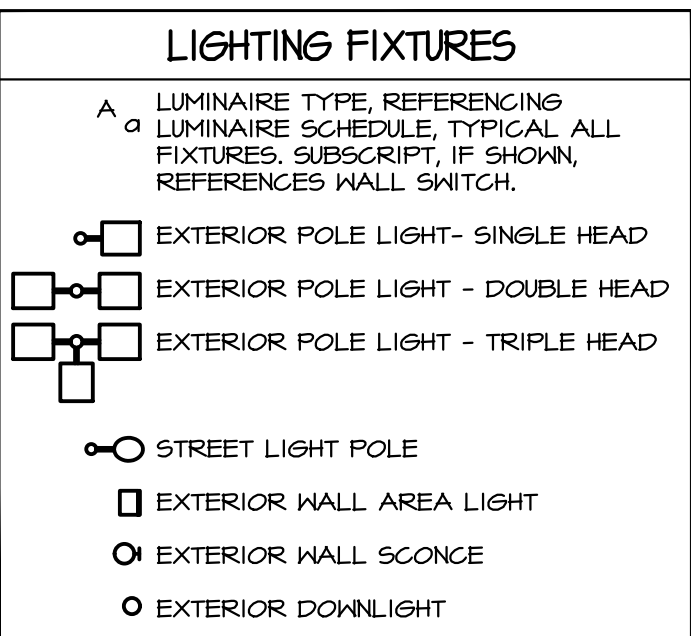 LIGHTING FIXTURES
A a LUMINAIRE TYPE, REFERENCING
LUMINAIRE SCHEDULE, TYPICAL ALL
FIXTURES. SUBSCRIPT, IF SHOWN,
REFERENCES WALL SWITCH.
EXTERIOR POLE LIGHT- SINGLE HEAD
EXTERIOR POLE LIGHT - DOUBLE HEAD
EXTERIOR POLE LIGHT - TRIPLE HEAD
STREET LIGHT POLE
EXTERIOR WALL AREA LIGHT
EXTERIOR WALL SCONCE
EXTERIOR DOWNLIGHT